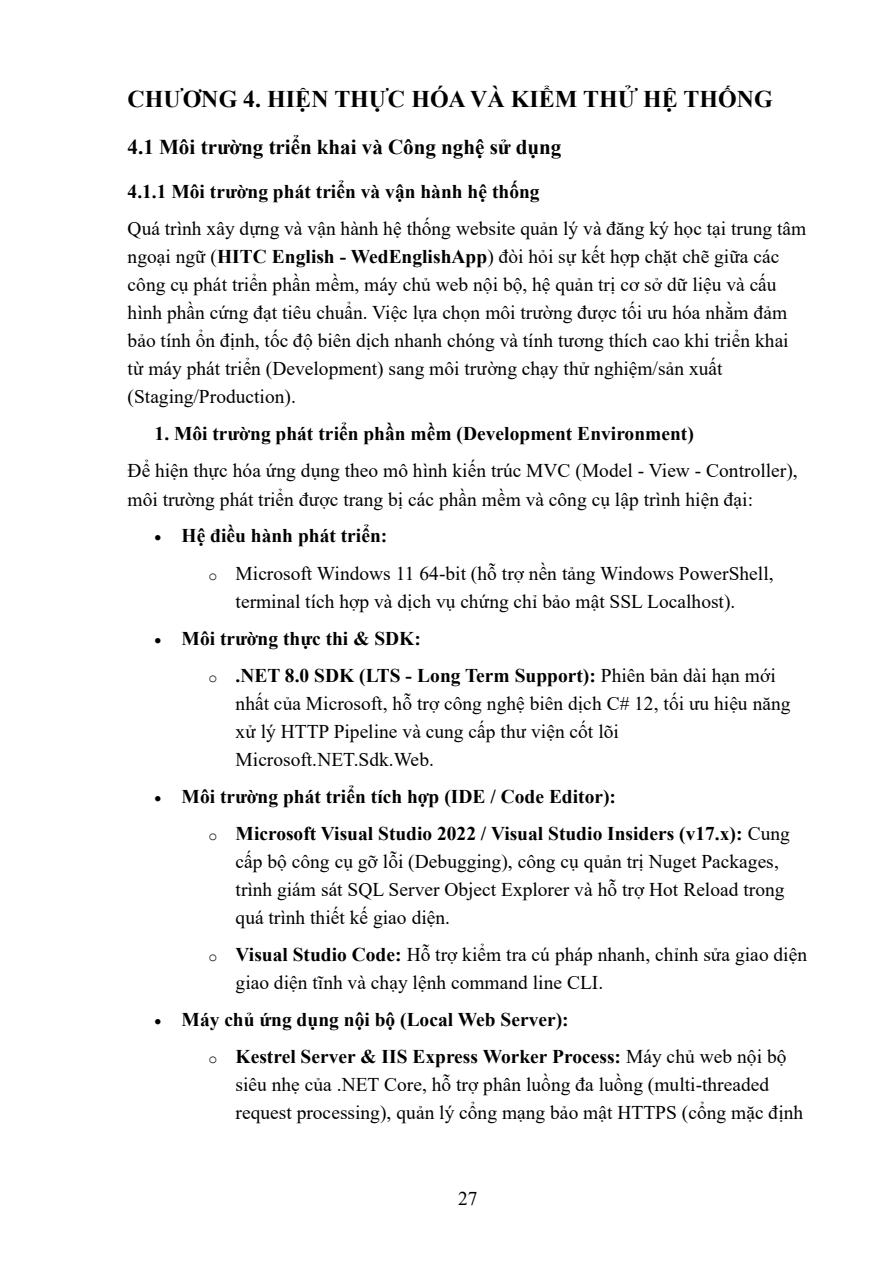 CHƯƠNG 4. HIỆN THỰC HÓA VÀ KIỂM THỬ HỆ THỐNG
4.1 Môi trường triển khai và Công nghệ sử dụng
4.1.1 Môi trường phát triển và vận hành hệ thống
Quá trình xây dựng và vận hành hệ thống website quản lý và đăng ký học tại trung tâm
ngoại ngữ (HITC English - WedEnglishApp) đòi hỏi sự kết hợp chặt chẽ giữa các
công cụ phát triển phần mềm, máy chủ web nội bộ, hệ quản trị cơ sở dữ liệu và cấu
hình phần cứng đạt tiêu chuẩn. Việc lựa chọn môi trường được tối ưu hóa nhằm đảm
bảo tính ổn định, tốc độ biên dịch nhanh chóng và tính tương thích cao khi triển khai
từ máy phát triển (Development) sang môi trường chạy thử nghiệm/sản xuất
(Staging/Production).
1. Môi trường phát triển phần mềm (Development Environment)
Để hiện thực hóa ứng dụng theo mô hình kiến trúc MVC (Model - View - Controller),
môi trường phát triển được trang bị các phần mềm và công cụ lập trình hiện đại:
• Hệ điều hành phát triển:
o Microsoft Windows 11 64-bit (hỗ trợ nền tảng Windows PowerShell,
terminal tích hợp và dịch vụ chứng chỉ bảo mật SSL Localhost).
• Môi trường thực thi & SDK:
o .NET 8.0 SDK (LTS - Long Term Support): Phiên bản dài hạn mới
nhất của Microsoft, hỗ trợ công nghệ biên dịch C# 12, tối ưu hiệu năng
xử lý HTTP Pipeline và cung cấp thư viện cốt lõi
Microsoft.NET.Sdk.Web.
• Môi trường phát triển tích hợp (IDE / Code Editor):
o Microsoft Visual Studio 2022 / Visual Studio Insiders (v17.x): Cung
cấp bộ công cụ gỡ lỗi (Debugging), công cụ quản trị Nuget Packages,
trình giám sát SQL Server Object Explorer và hỗ trợ Hot Reload trong
quá trình thiết kế giao diện.
o Visual Studio Code: Hỗ trợ kiểm tra cú pháp nhanh, chỉnh sửa giao diện
giao diện tĩnh và chạy lệnh command line CLI.
• Máy chủ ứng dụng nội bộ (Local Web Server):
o Kestrel Server & IIS Express Worker Process: Máy chủ web nội bộ
siêu nhẹ của .NET Core, hỗ trợ phân luồng đa luồng (multi-threaded
request processing), quản lý cổng mạng bảo mật HTTPS (cổng mặc định
27